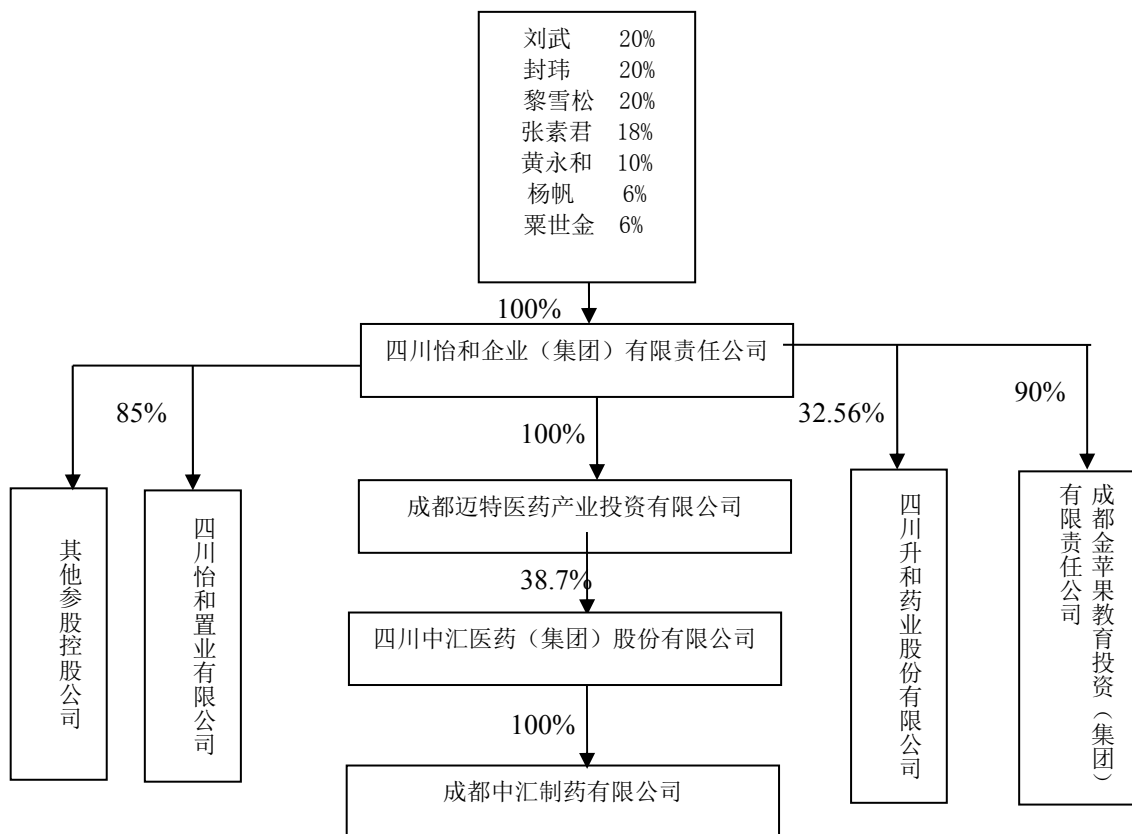 刘武 20%
封玮 20%
黎雪松 20%
张素君 18%
黄永和 10%
杨帆 6%
粟世金 6%
100%
四川怡和企业（集团）有限责任公司
85%
100%
32.56%
90%
其他参股控股公司
四川怡和置业有限公司
成都迈特医药产业投资有限公司
四川升和药业股份有限公司
成都金苹果教育投资（集团）
有限责任公司
38.7%
四川中汇医药（集团）股份有限公司
100%
成都中汇制药有限公司